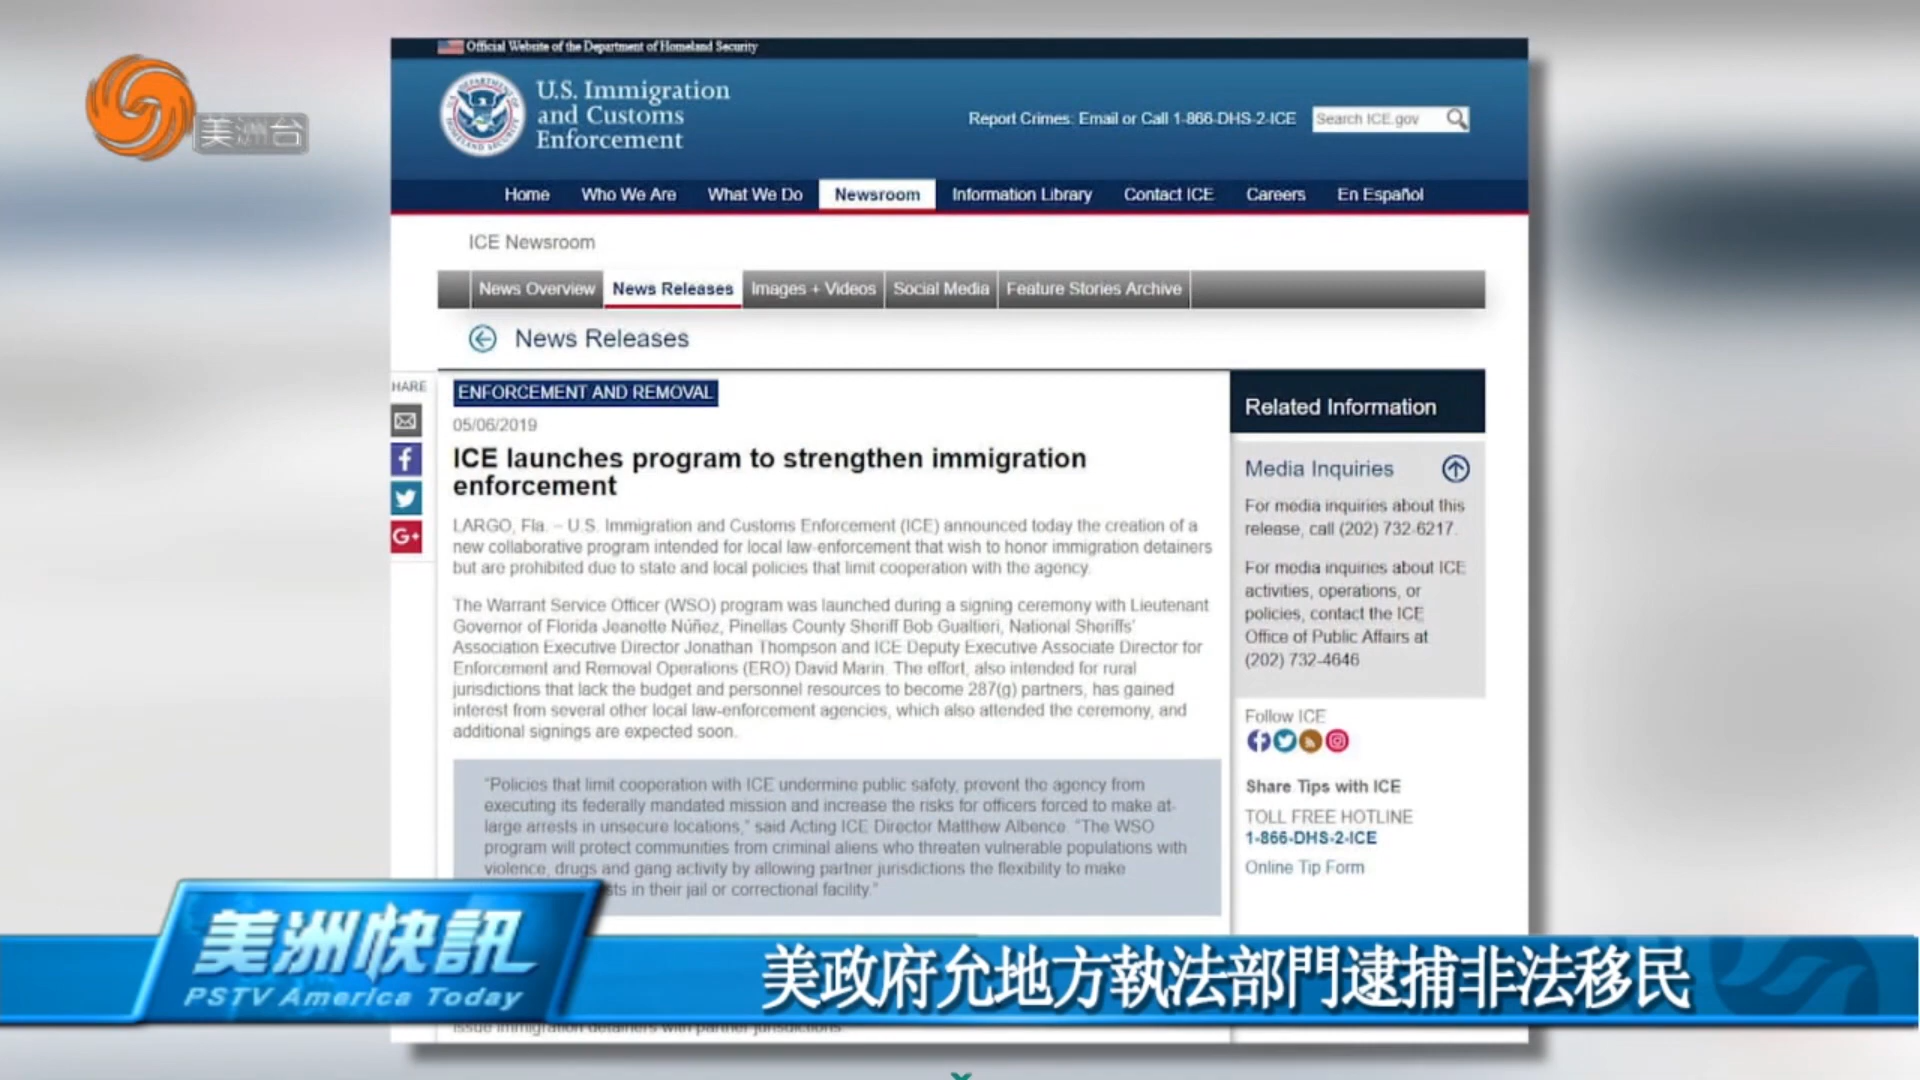 Official Website of the Department of Homeland Security
美洲台
U.S. Immigration
and Customs
Enforcement
Report Crimes: Email or Call 1-866-DHS-2-ICE
Search ICE.gov
Home Who We Are What We Do Newsroom Information Library Contact ICE Careers En Español
ICE Newsroom
News Overview News Releases Images + Videos Social Media Feature Stories Archive
News Releases
HARE
ENFORCEMENT AND REMOVAL
05/06/2019
ICE launches program to strengthen immigration
enforcement
LARGO, Fla. – U.S. Immigration and Customs Enforcement (ICE) announced today the creation of a
new collaborative program intended for local law-enforcement that wish to honor immigration detainers
but are prohibited due to state and local policies that limit cooperation with the agency.
The Warrant Service Officer (WSO) program was launched during a signing ceremony with Lieutenant
Governor of Florida Jeanette Núñez, Pinellas County Sheriff Bob Gualtieri, National Sheriffs'
Association Executive Director Jonathan Thompson and ICE Deputy Executive Associate Director for
Enforcement and Removal Operations (ERO) David Marin. The effort, also intended for rural
jurisdictions that lack the budget and personnel resources to become 287(g) partners, has gained
interest from several other local law-enforcement agencies, which also attended the ceremony, and
additional signings are expected soon.
"Policies that limit cooperation with ICE undermine public safety, prevent the agency from
executing its federally mandated mission and increase the risks for officers forced to make at-
large arrests in unsecure locations," said Acting ICE Director Matthew Albence. "The WSO
program will protect communities from criminal aliens who threaten vulnerable populations with
violence, drugs and gang activity by allowing partner jurisdictions the flexibility to make
sts in their jail or correctional facility."
Related Information
Media Inquiries
For media inquiries about this
release, call (202) 732-6217.
For media inquiries about ICE
activities, operations, or
policies, contact the ICE
Office of Public Affairs at
(202) 732-4646
Follow ICE
Share Tips with ICE
TOLL FREE HOTLINE
1-866-DHS-2-ICE
Online Tip Form
美洲快訊
PSTV America Today
美政府允地方執法部門逮捕非法移民
issue immigration detainers with partner jurisdictions